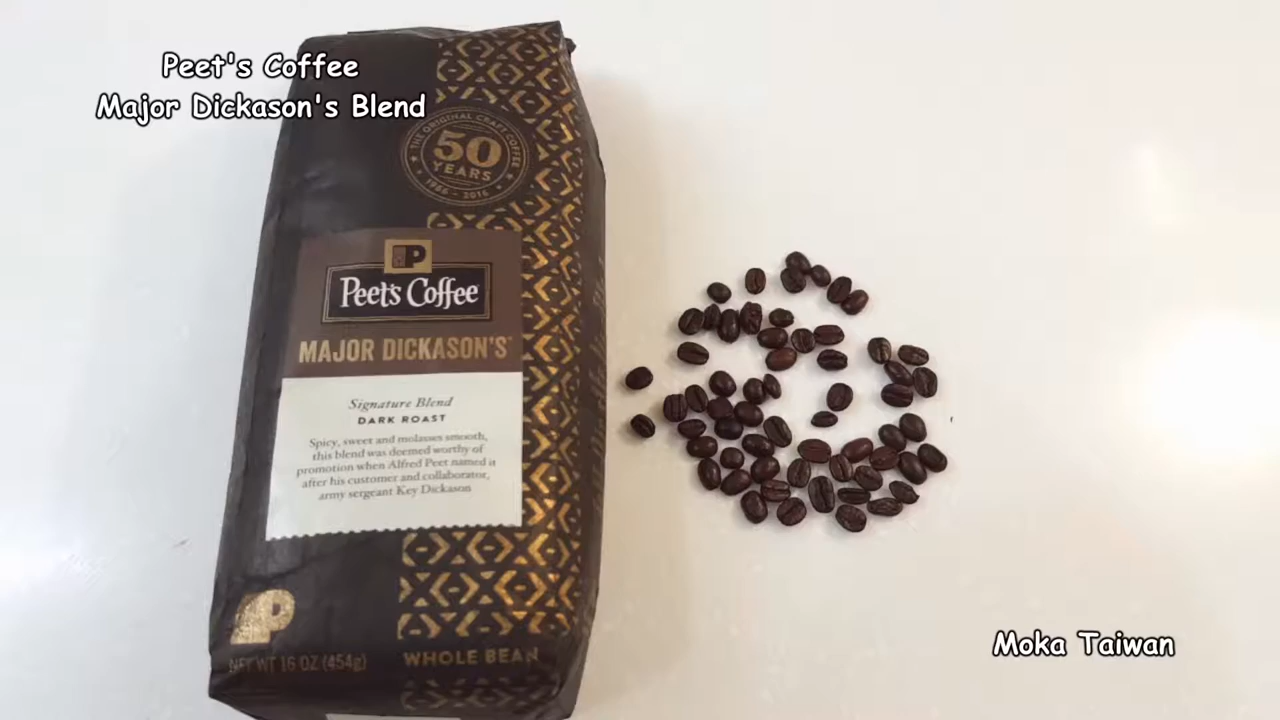 Peet's Coffee
Major Dickason's Blend
THE ORIGINAL CRAFT COFFEE
50
YEARS
1966 - 2016
P
Peet's Coffee
MAJOR DICKASON'S
Signature Blend
DARK ROAST
Spicy, sweet and molasses smooth,
this blend was deemed worthy of
promotion when Alfred Peet named it
after his customer and collaborator,
army sergeant Key Dickason
P
NET WT 16 OZ (454g)
WHOLE BEAN
Moka Taiwan